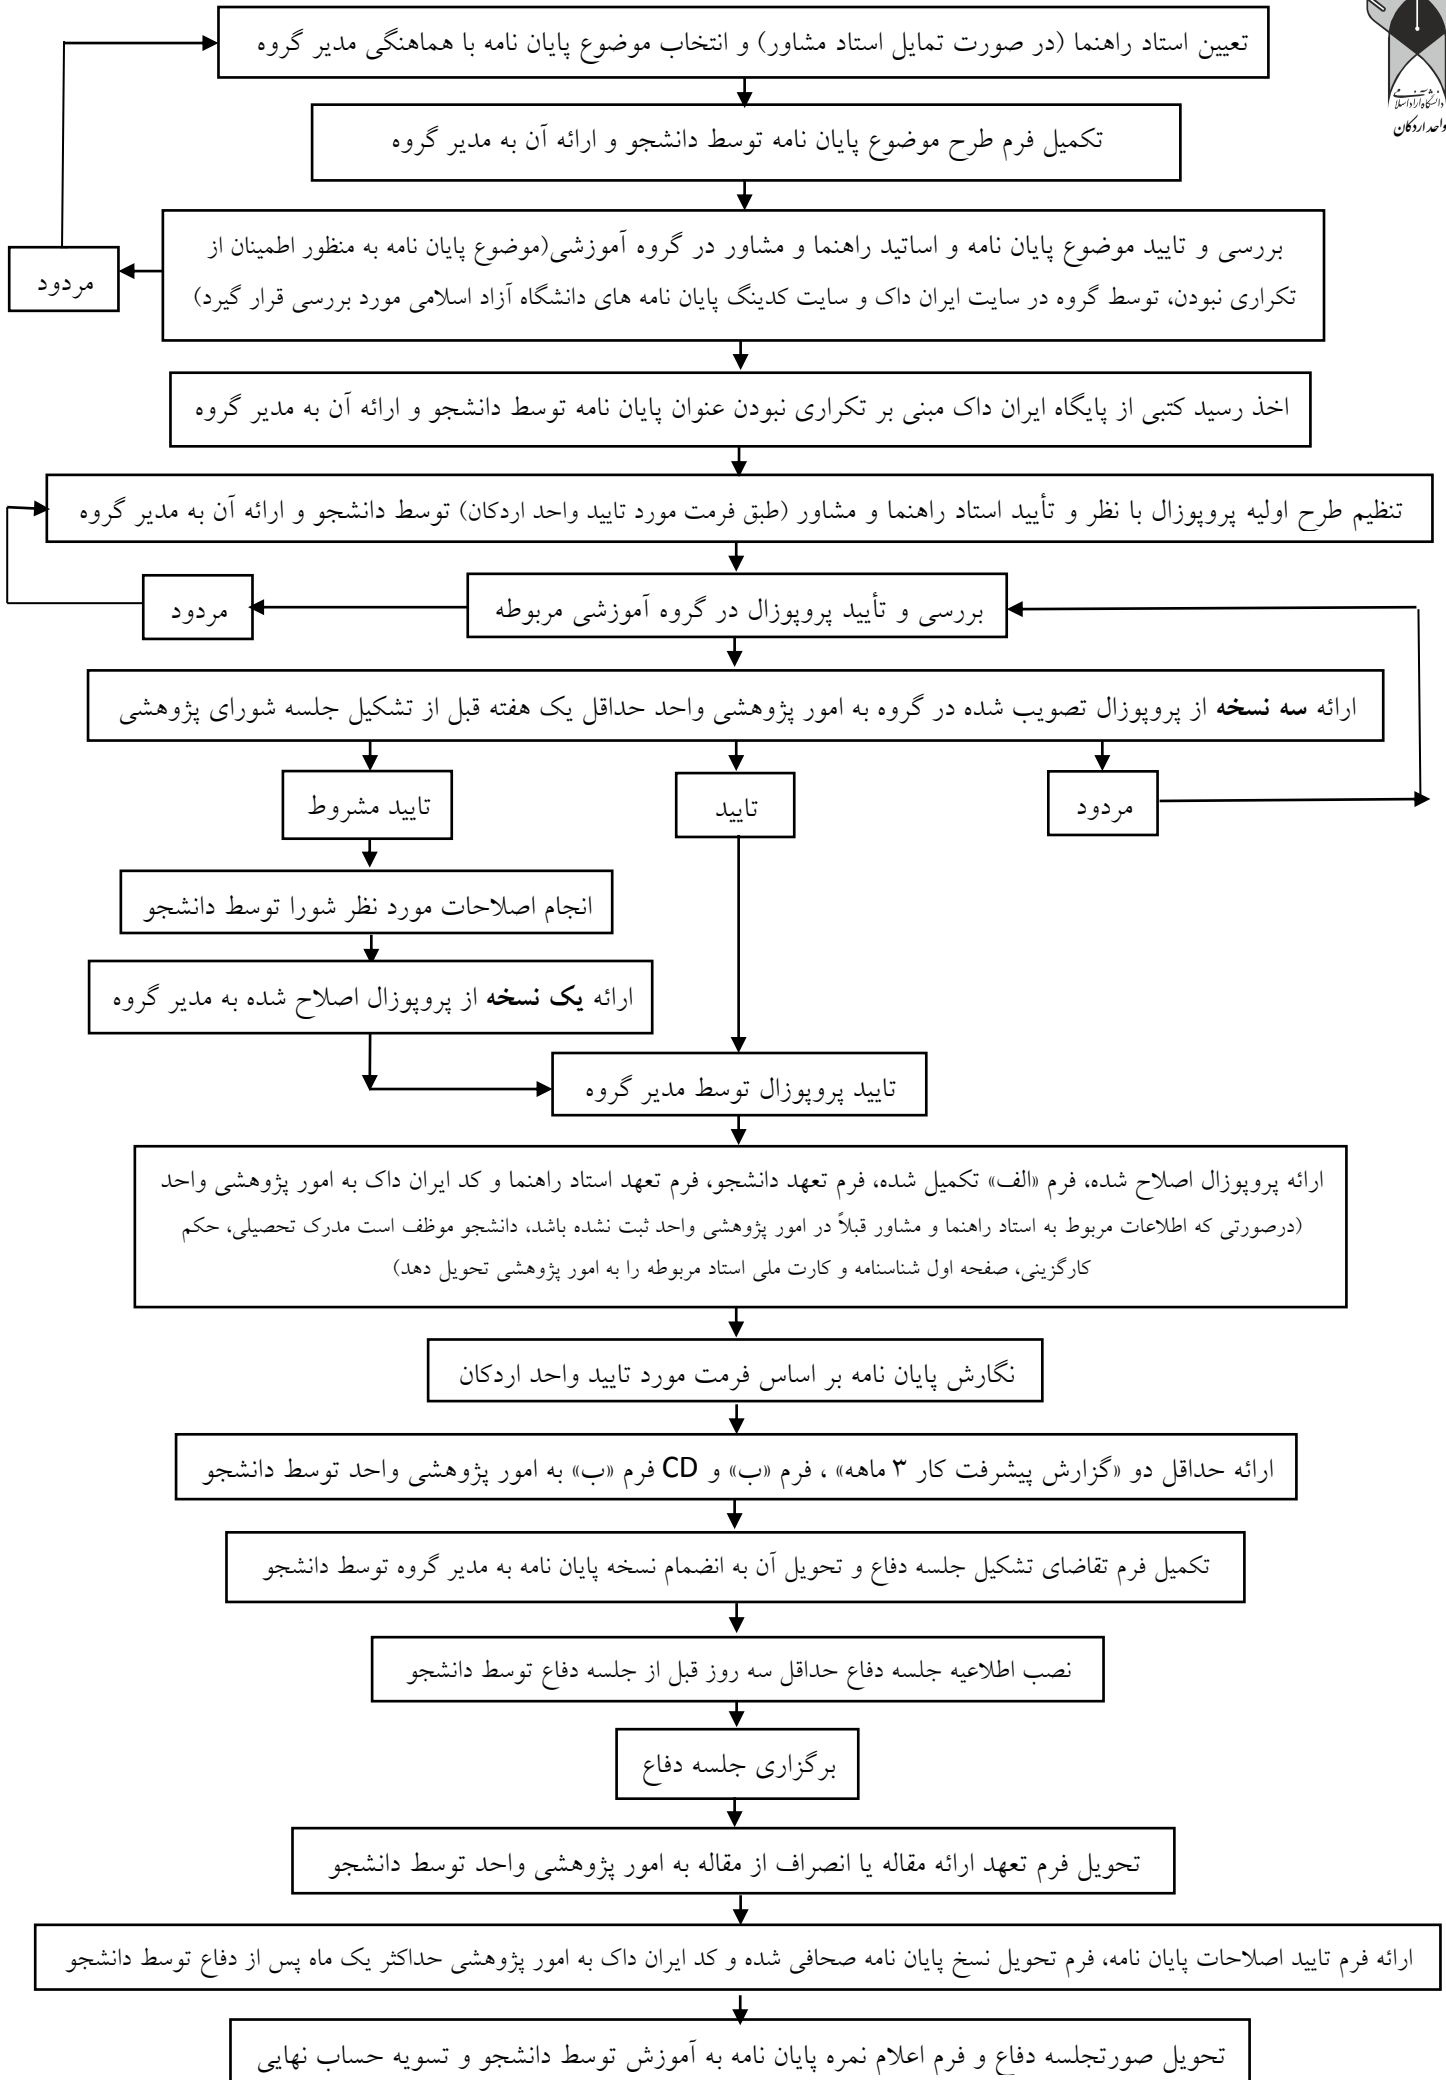 دانشگاه آزاد اسلامی
واحد اردکان
تعیین استاد راهنما (در صورت تمایل استاد مشاور) و انتخاب موضوع پایان نامه با هماهنگی مدیر گروه
تکمیل فرم طرح موضوع پایان نامه توسط دانشجو و ارائه آن به مدیر گروه
بررسی و تایید موضوع پایان نامه و اساتید راهنما و مشاور در گروه آموزشی(موضوع پایان نامه به منظور اطمینان از
تکراری نبودن، توسط گروه در سایت ایران داک و سایت کدینگ پایان نامه های دانشگاه آزاد اسلامی مورد بررسی قرار گیرد)
مردود
اخذ رسید کتبی از پایگاه ایران داک مبنی بر تکراری نبودن عنوان پایان نامه توسط دانشجو و ارائه آن به مدیر گروه
تنظیم طرح اولیه پروپوزال با نظر و تأیید استاد راهنما و مشاور (طبق فرمت مورد تایید واحد اردکان) توسط دانشجو و ارائه آن به مدیر گروه
بررسی و تأیید پروپوزال در گروه آموزشی مربوطه
مردود
ارائه سه نسخه از پروپوزال تصویب شده در گروه به امور پژوهشی واحد حداقل یک هفته قبل از تشکیل جلسه شورای پژوهشی
مردود
تایید
تایید مشروط
انجام اصلاحات مورد نظر شورا توسط دانشجو
ارائه یک نسخه از پروپوزال اصلاح شده به مدیر گروه
تایید پروپوزال توسط مدیر گروه
ارائه پروپوزال اصلاح شده، فرم «الف» تکمیل شده، فرم تعهد دانشجو، فرم تعهد استاد راهنما و کد ایران داک به امور پژوهشی واحد
(درصورتی که اطلاعات مربوط به استاد راهنما و مشاور قبلاً در امور پژوهشی واحد ثبت نشده باشد، دانشجو موظف است مدرک تحصیلی، حکم
کارگزینی، صفحه اول شناسنامه و کارت ملی استاد مربوطه را به امور پژوهشی تحویل دهد)
نگارش پایان نامه بر اساس فرمت مورد تایید واحد اردکان
ارائه حداقل دو «گزارش پیشرفت کار ۳ ماهه» ، فرم «ب» و CD فرم «ب» به امور پژوهشی واحد توسط دانشجو
تکمیل فرم تقاضای تشکیل جلسه دفاع و تحویل آن به انضمام نسخه پایان نامه به مدیر گروه توسط دانشجو
نصب اطلاعیه جلسه دفاع حداقل سه روز قبل از جلسه دفاع توسط دانشجو
برگزاری جلسه دفاع
تحویل فرم تعهد ارائه مقاله یا انصراف از مقاله به امور پژوهشی واحد توسط دانشجو
ارائه فرم تایید اصلاحات پایان نامه، فرم تحویل نسخ پایان نامه صحافی شده و کد ایران داک به امور پژوهشی حداکثر یک ماه پس از دفاع توسط دانشجو
تحویل صورتجلسه دفاع و فرم اعلام نمره پایان نامه به آموزش توسط دانشجو و تسویه حساب نهایی